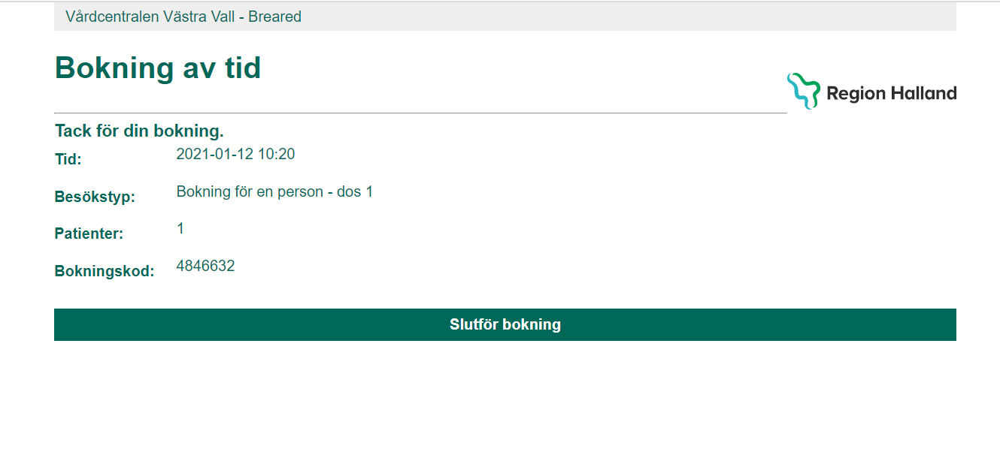 Vårdcentralen Västra Vall - Breared
Bokning av tid
Region Halland
Tack för din bokning.
Tid: 2021-01-12 10:20
Besökstyp: Bokning för en person - dos 1
Patienter: 1
Bokningskod: 4846632
Slutför bokning